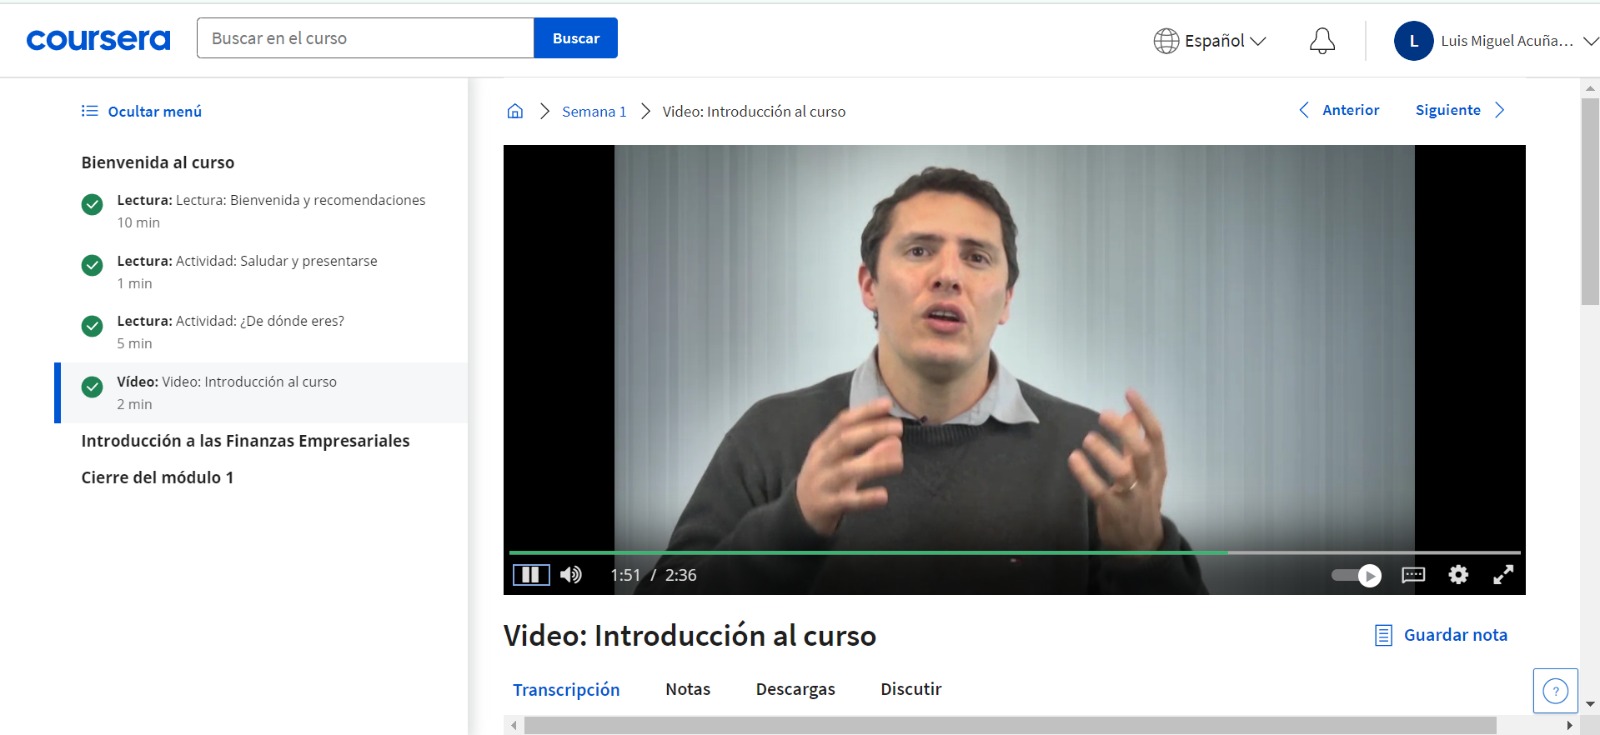 coursera
Buscar en el curso
Buscar
Español
L
Luis Miguel Acuña...
Ocultar menú
Bienvenida al curso
Lectura: Lectura: Bienvenida y recomendaciones
10 min
Lectura: Actividad: Saludar y presentarse
1 min
Lectura: Actividad: ¿De dónde eres?
5 min
Vídeo: Video: Introducción al curso
2 min
Introducción a las Finanzas Empresariales
Cierre del módulo 1
Semana 1
Video: Introducción al curso
Anterior
Siguiente
1:51 / 2:36
Video: Introducción al curso
Guardar nota
Transcripción
Notas
Descargas
Discutir
?